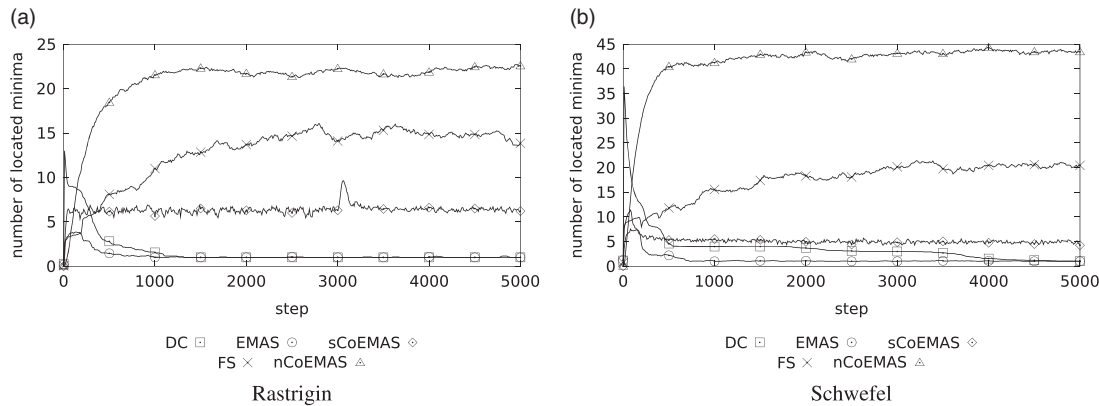 (a)
number of located minima
25
20
15
10
5
0
0 1000 2000 3000 4000 5000
step
DC EMAS sCoEMAS
FS nCoEMAS
Rastrigin
(b)
number of located minima
45
40
35
30
25
20
15
10
5
0
0 1000 2000 3000 4000 5000
step
DC EMAS sCoEMAS
FS nCoEMAS
Schwefel